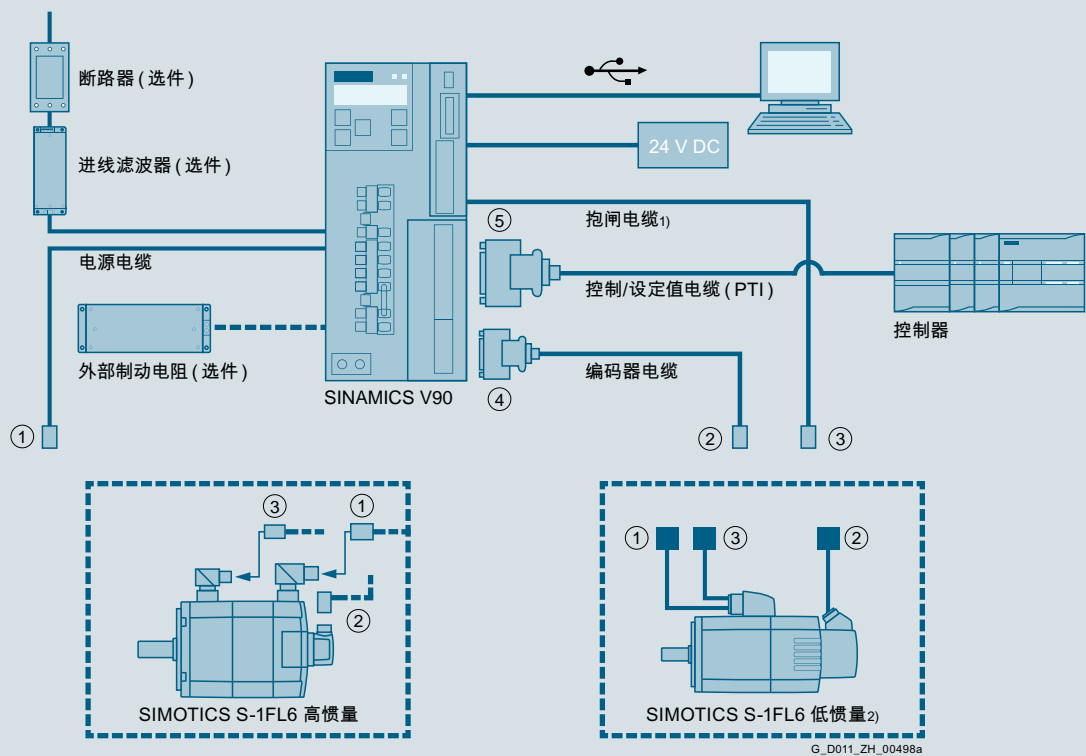 断路器 (选件)
进线滤波器 (选件)
24 V DC
⑤
抱闸电缆1)
电源电缆
控制/设定值电缆 (PTI)
控制器
外部制动电阻 (选件)
编码器电缆
SINAMICS V90
④
①
②
③
③
①
②
SIMOTICS S-1FL6 高惯量
①
③
②
SIMOTICS S-1FL6 低惯量2)
G_D011_ZH_00498a